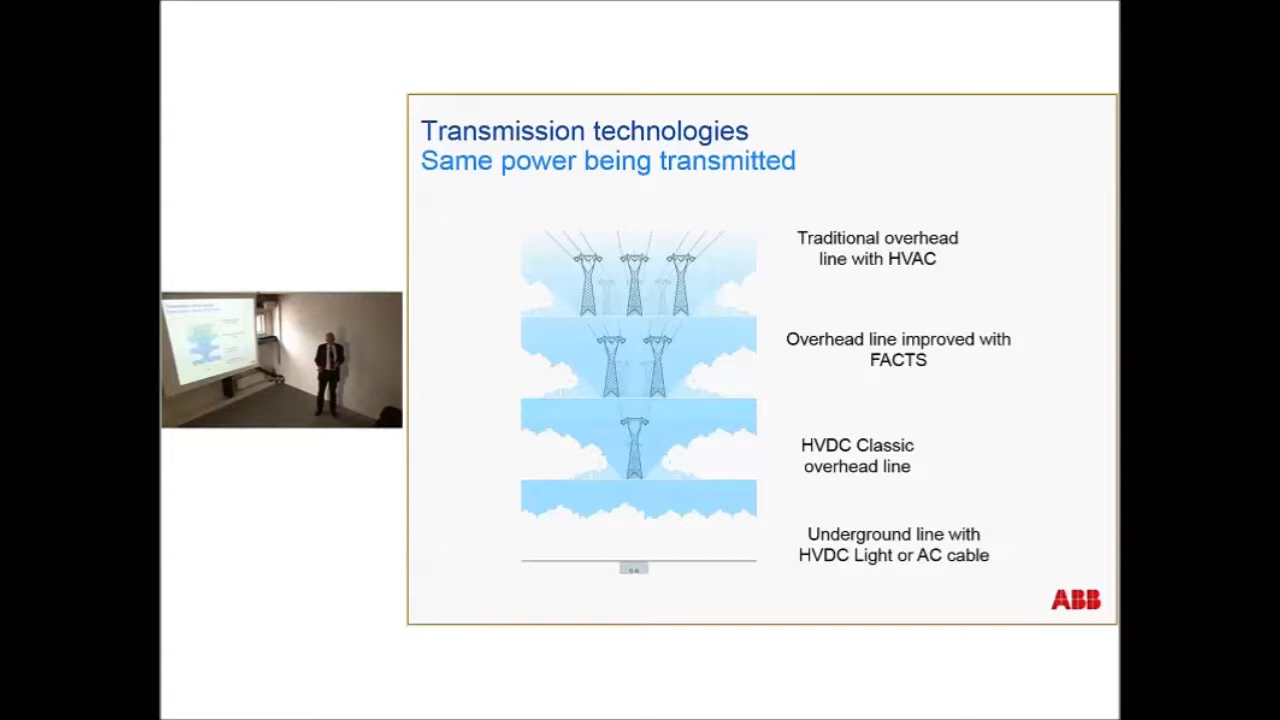 Transmission technologies
Same power being transmitted
Traditional overhead
line with HVAC
Overhead line improved with
FACTS
HVDC Classic
overhead line
Underground line with
HVDC Light or AC cable
ABB